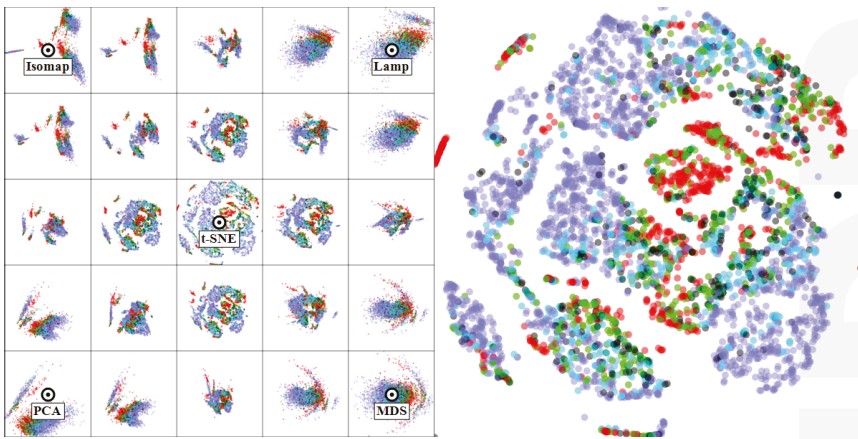 Isomap
Lamp
t-SNE
PCA
MDS